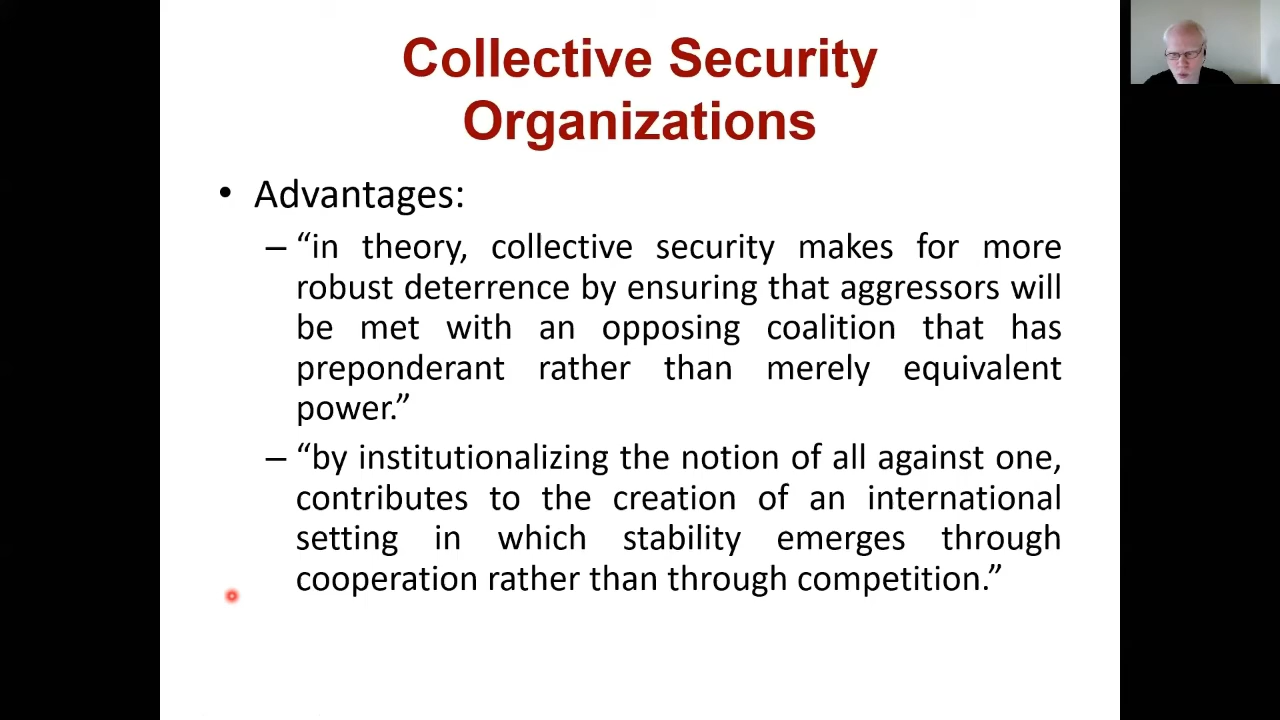 Collective Security
Organizations
• Advantages:
– “in theory, collective security makes for more
robust deterrence by ensuring that aggressors will
be met with an opposing coalition that has
preponderant rather than merely equivalent
power.”
– “by institutionalizing the notion of all against one,
contributes to the creation of an international
setting in which stability emerges through
cooperation rather than through competition.”